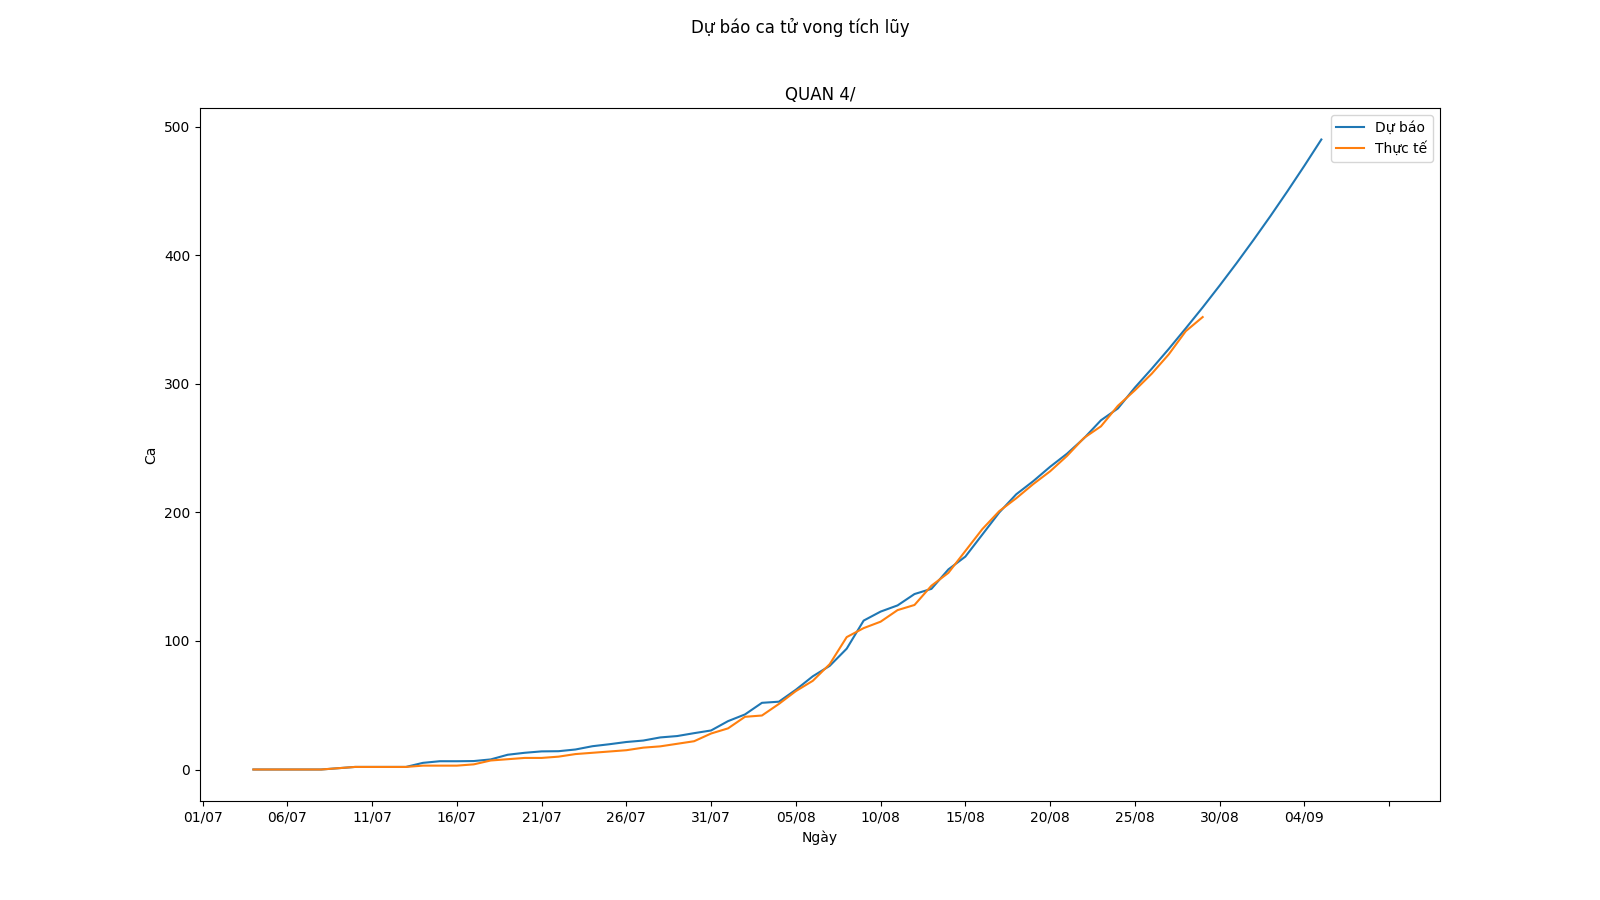 Dự báo ca tử vong tích lũy
QUAN 4/
Dự báo
Thực tế
500
400
300
200
100
0
Ca
01/07 06/07 11/07 16/07 21/07 26/07 31/07 05/08 10/08 15/08 20/08 25/08 30/08 04/09
Ngày